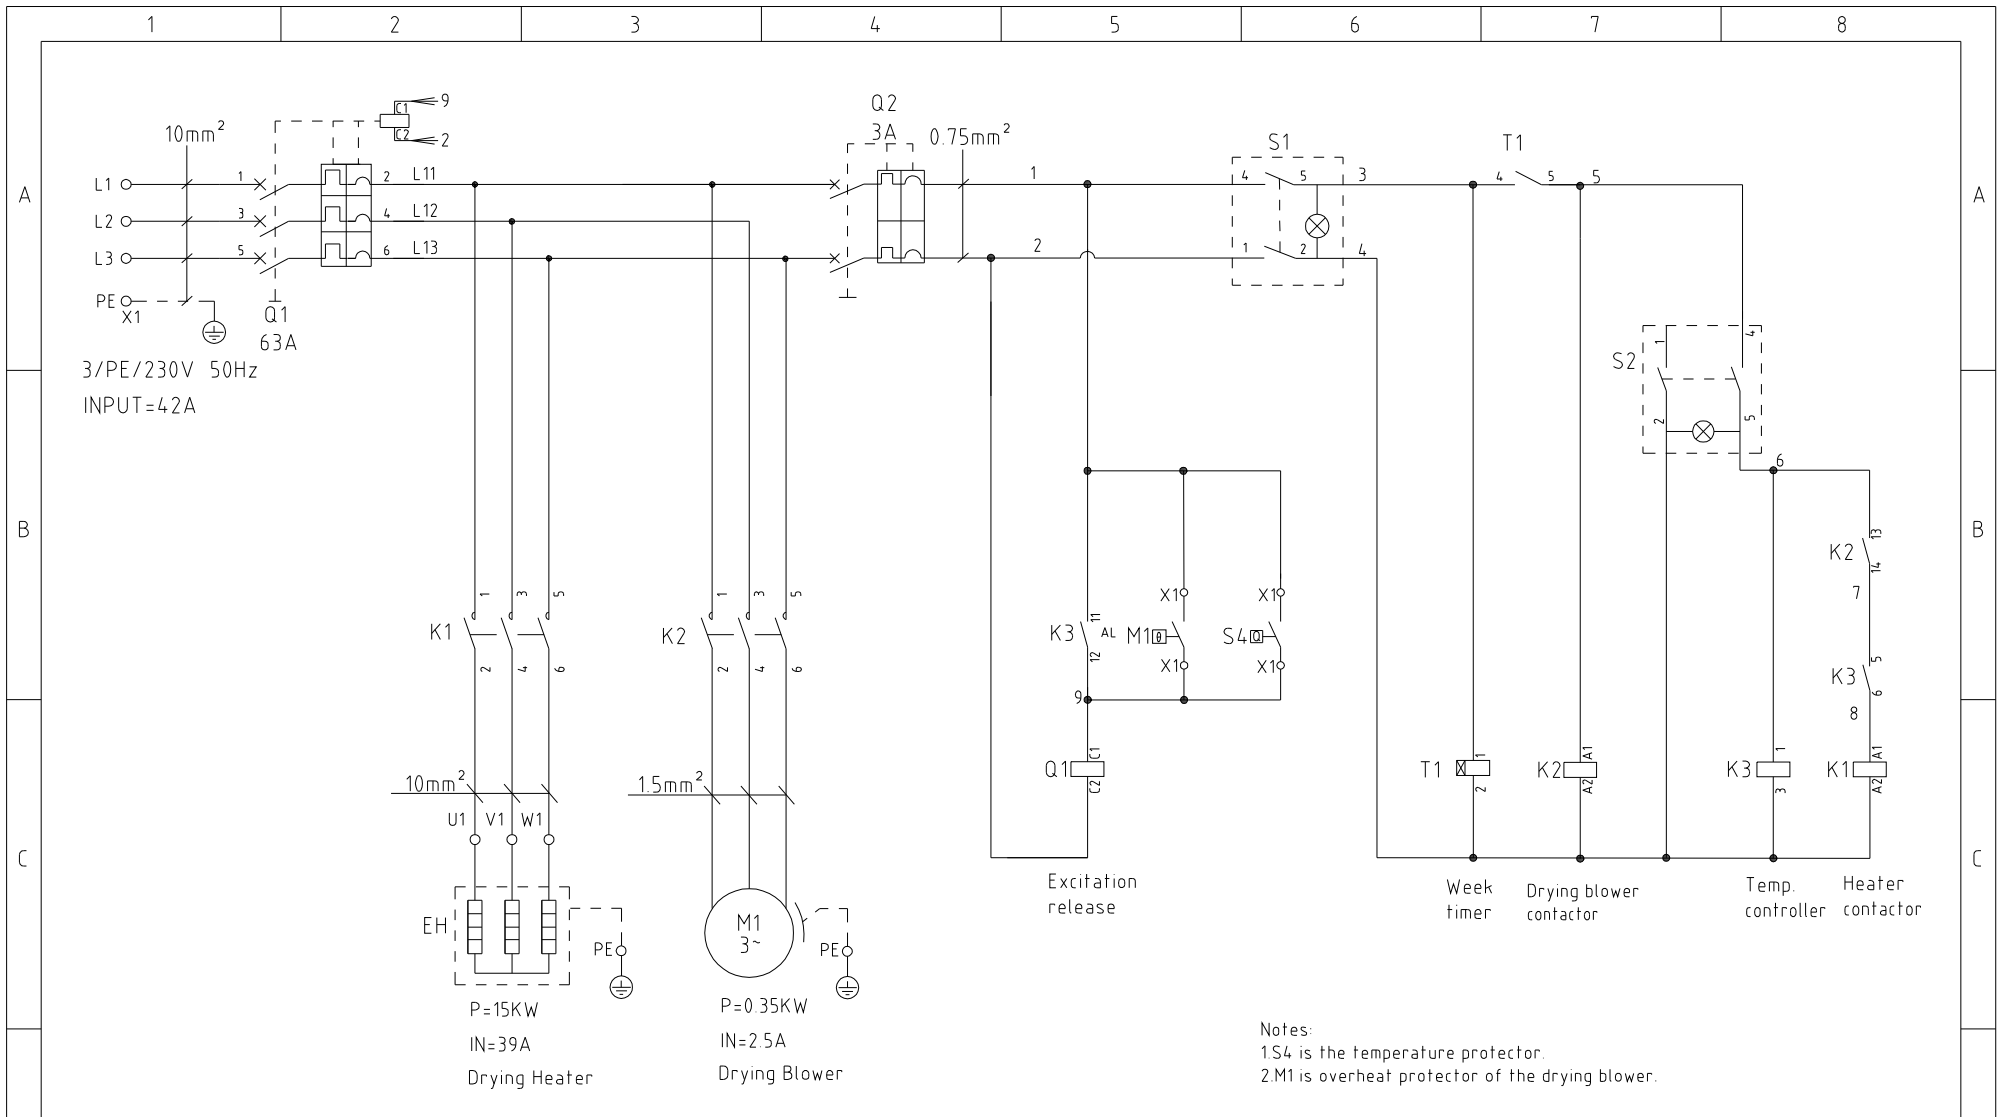 1 2 3 4 5 6 7 8
A A
B B
C C
10mm²
C1 9
C2 2
Q2
3A
0.75mm²
S1
T1
L1 1 2 L11
L2 3 4 L12
L3 5 6 L13
PE
X1
Q1
63A
3/PE/230V 50Hz
INPUT=42A
1 4 5 3 4 5 5
2 1 2 4
S2 1 4
2 5
6
K1 1 3 5
2 4 6
K2 1 3 5
2 4 6
X1 X1
K3 11 AL M1 θ S4 Q
12 X1 X1
9
K2 13
14
7
K3 5
6
8
10mm²
U1 V1 W1
1.5mm²
Q1 C1
C2
T1 1
2
K2 A1
A2
K3 1
3
K1 A1
A2
EH
PE
M1
3~
PE
P=15KW
IN=39A
Drying Heater
P=0.35KW
IN=2.5A
Drying Blower
Excitation
release
Week
timer
Drying blower
contactor
Temp.
controller
Heater
contactor
Notes:
1.S4 is the temperature protector.
2.M1 is overheat protector of the drying blower.